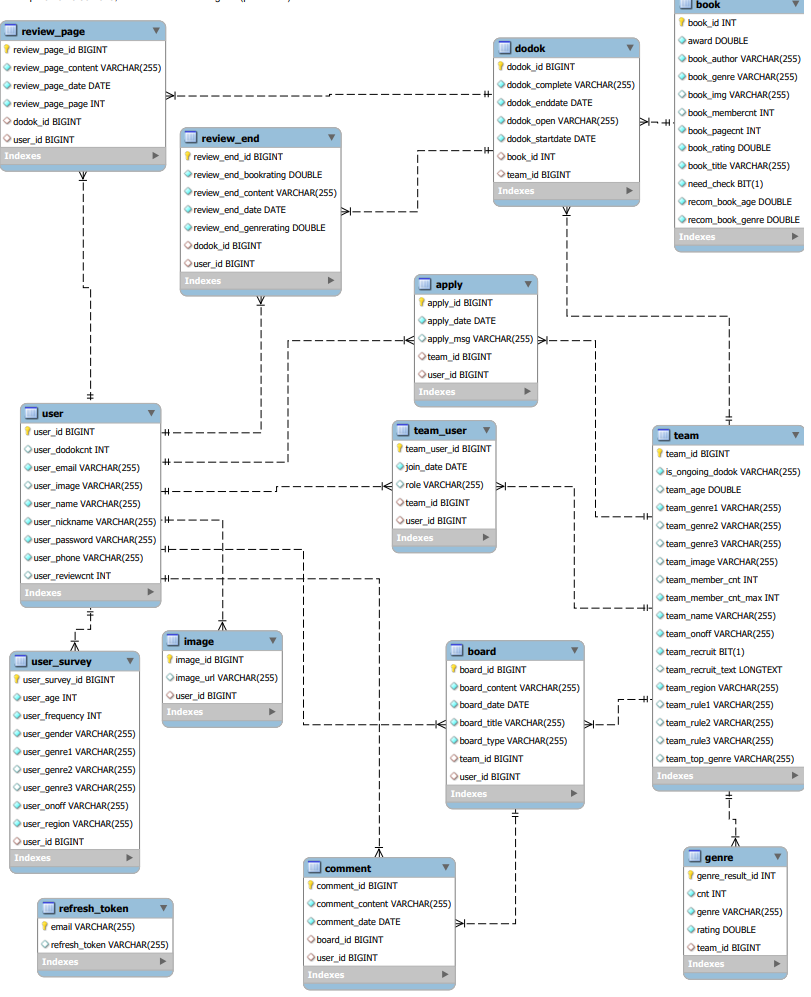 review_page
review_page_id BIGINT
review_page_content VARCHAR(255)
review_page_date DATE
review_page_page INT
dodok_id BIGINT
user_id BIGINT
Indexes
review_end
review_end_id BIGINT
review_end_bookrating DOUBLE
review_end_content VARCHAR(255)
review_end_date DATE
review_end_genrerating DOUBLE
dodok_id BIGINT
user_id BIGINT
Indexes
dodok
dodok_id BIGINT
dodok_complete VARCHAR(255)
dodok_enddate DATE
dodok_open VARCHAR(255)
dodok_startdate DATE
book_id INT
team_id BIGINT
Indexes
book
book_id INT
award DOUBLE
book_author VARCHAR(255)
book_genre VARCHAR(255)
book_img VARCHAR(255)
book_membercnt INT
book_pagecnt INT
book_rating DOUBLE
book_title VARCHAR(255)
need_check BIT(1)
recom_book_age DOUBLE
recom_book_genre DOUBLE
Indexes
apply
apply_id BIGINT
apply_date DATE
apply_msg VARCHAR(255)
team_id BIGINT
user_id BIGINT
Indexes
user
user_id BIGINT
user_dodokcnt INT
user_email VARCHAR(255)
user_image VARCHAR(255)
user_name VARCHAR(255)
user_nickname VARCHAR(255)
user_password VARCHAR(255)
user_phone VARCHAR(255)
user_reviewcnt INT
Indexes
team_user
team_user_id BIGINT
join_date DATE
role VARCHAR(255)
team_id BIGINT
user_id BIGINT
Indexes
team
team_id BIGINT
is_ongoing_dodok VARCHAR(255)
team_age DOUBLE
team_genre1 VARCHAR(255)
team_genre2 VARCHAR(255)
team_genre3 VARCHAR(255)
team_image VARCHAR(255)
team_member_cnt INT
team_member_cnt_max INT
team_name VARCHAR(255)
team_onoff VARCHAR(255)
team_recruit BIT(1)
team_recruit_text LONGTEXT
team_region VARCHAR(255)
team_rule1 VARCHAR(255)
team_rule2 VARCHAR(255)
team_rule3 VARCHAR(255)
team_top_genre VARCHAR(255)
Indexes
user_survey
user_survey_id BIGINT
user_age INT
user_frequency INT
user_gender VARCHAR(255)
user_genre1 VARCHAR(255)
user_genre2 VARCHAR(255)
user_genre3 VARCHAR(255)
user_onoff VARCHAR(255)
user_region VARCHAR(255)
user_id BIGINT
Indexes
image
image_id BIGINT
image_url VARCHAR(255)
user_id BIGINT
Indexes
board
board_id BIGINT
board_content VARCHAR(255)
board_date DATE
board_title VARCHAR(255)
board_type VARCHAR(255)
team_id BIGINT
user_id BIGINT
Indexes
comment
comment_id BIGINT
comment_content VARCHAR(255)
comment_date DATE
board_id BIGINT
user_id BIGINT
Indexes
genre
genre_result_id INT
cnt INT
genre VARCHAR(255)
rating DOUBLE
team_id BIGINT
Indexes
refresh_token
email VARCHAR(255)
refresh_token VARCHAR(255)
Indexes